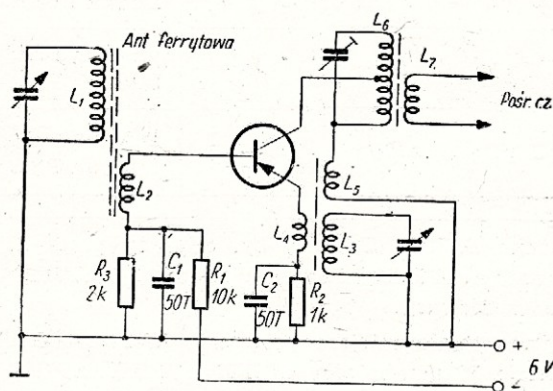 Ant ferrytowa
L₁
L₂
L₆
L₇
Pośr. cz
L₅
L₄
L₃
R₃
2k
C₁
50T
R₁
10k
C₂
50T
R₂
1k
+
6V
-